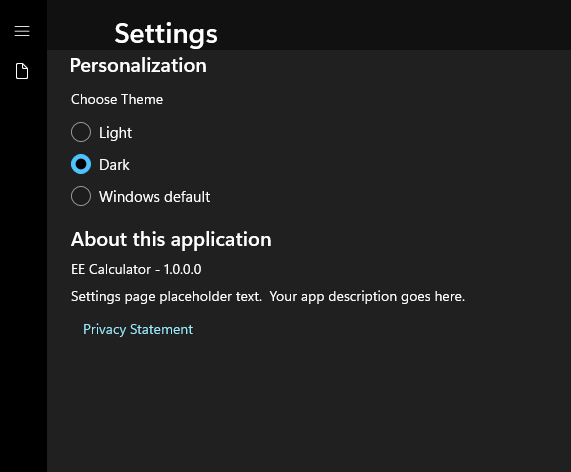 Settings
Personalization
Choose Theme
Light
Dark
Windows default
About this application
EE Calculator - 1.0.0.0
Settings page placeholder text.  Your app description goes here.
Privacy Statement